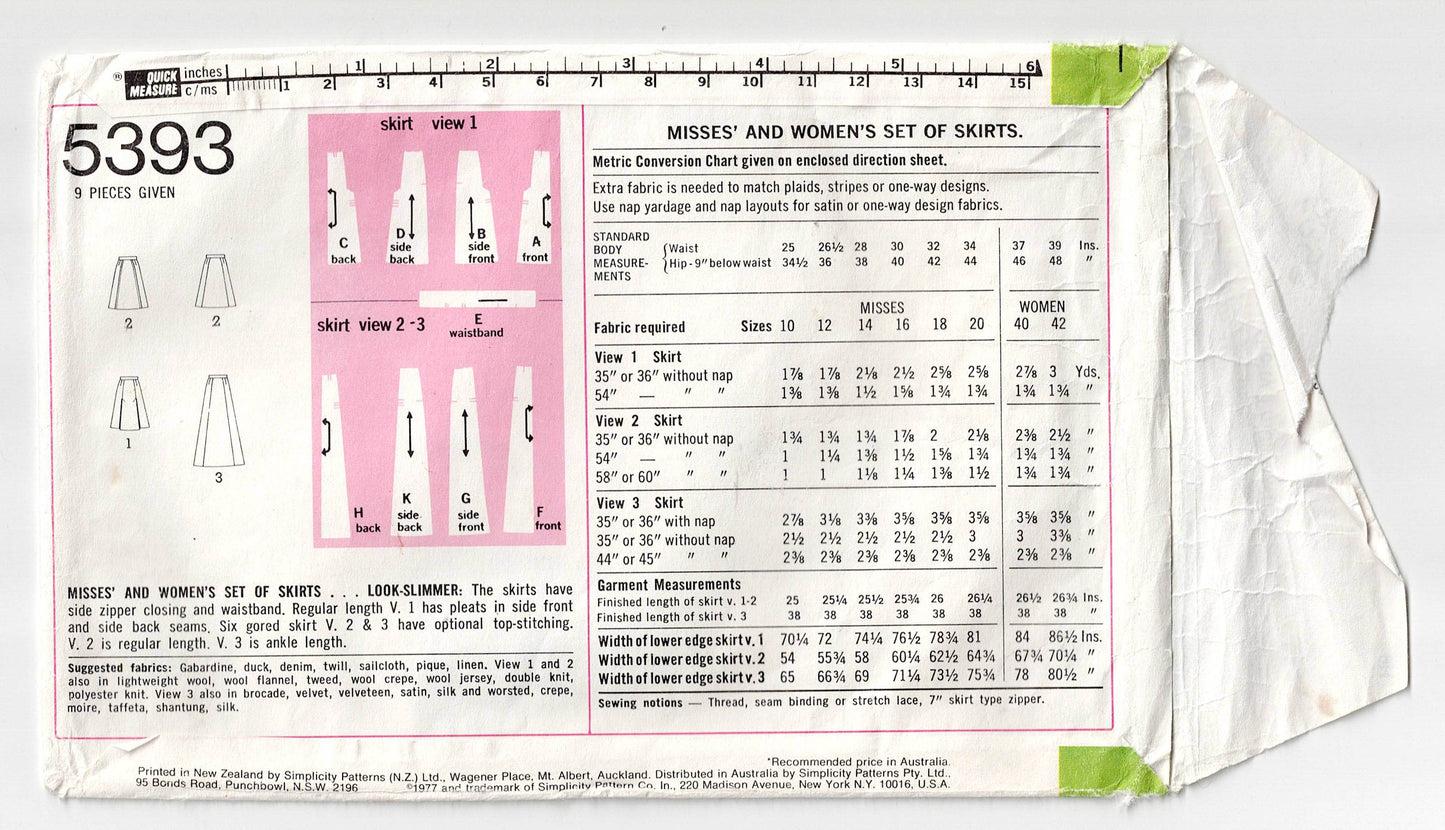 ® QUICK MEASURE inches 1 2 3 4 5 6
c/ms 1 2 3 4 5 6 7 8 9 10 11 12 13 14 15
5393
9 PIECES GIVEN
2 2
1 3
skirt view 1
C back
D side back
B side front
A front
E waistband
skirt view 2-3
H back
K side back
G side front
F front
MISSES' AND WOMEN'S SET OF SKIRTS . . . LOOK-SLIMMER: The skirts have
side zipper closing and waistband. Regular length V. 1 has pleats in side front
and side back seams. Six gored skirt V. 2 & 3 have optional top-stitching.
V. 2 is regular length. V. 3 is ankle length.
Suggested fabrics: Gabardine, duck, denim, twill, sailcloth, pique, linen. View 1 and 2
also in lightweight wool, wool flannel, tweed, wool crepe, wool jersey, double knit,
polyester knit. View 3 also in brocade, velvet, velveteen, satin, silk and worsted, crepe,
moire, taffeta, shantung, silk.
MISSES' AND WOMEN'S SET OF SKIRTS.
Metric Conversion Chart given on enclosed direction sheet.
Extra fabric is needed to match plaids, stripes or one-way designs.
Use nap yardage and nap layouts for satin or one-way design fabrics.
STANDARD BODY MEASURE- MENTS
Waist 25 26½ 28 30 32 34 37 39 Ins.
Hip - 9" below waist 34½ 36 38 40 42 44 46 48 "
MISSES WOMEN
Fabric required Sizes 10 12 14 16 18 20 40 42
View 1 Skirt
35" or 36" without nap 1⅞ 1⅞ 2⅛ 2½ 2⅝ 2⅝ 2⅞ 3 Yds.
54" — " " 1⅜ 1⅜ 1½ 1⅝ 1¾ 1¾ 1¾ 1¾ "
View 2 Skirt
35" or 36" without nap 1¾ 1¾ 1¾ 1⅞ 2 2⅛ 2⅜ 2½ "
54" — " " 1 1¼ 1⅜ 1½ 1⅝ 1¾ 1¾ 1¾ "
58" or 60" " " 1 1 1⅛ 1¼ 1⅜ 1½ 1¾ 1¾ "
View 3 Skirt
35" or 36" with nap 2⅞ 3⅛ 3⅜ 3⅝ 3⅝ 3⅝ 3⅝ 3⅝ "
35" or 36" without nap 2½ 2½ 2½ 2½ 2½ 3 3 3⅜ "
44" or 45" " " 2⅜ 2⅜ 2⅜ 2⅜ 2⅜ 2⅜ 2⅜ 2⅜ "
Garment Measurements
Finished length of skirt v. 1-2 25 25¼ 25½ 25¾ 26 26¼ 26½ 26¾ Ins.
Finished length of skirt v. 3 38 38 38 38 38 38 38 38 "
Width of lower edge skirt v. 1 70¼ 72 74¼ 76½ 78¾ 81 84 86½ Ins.
Width of lower edge skirt v. 2 54 55¾ 58 60¼ 62½ 64¾ 67¾ 70¼ "
Width of lower edge skirt v. 3 65 66¾ 69 71¼ 73½ 75¾ 78 80½ "
Sewing notions — Thread, seam binding or stretch lace, 7" skirt type zipper.
*Recommended price in Australia.
Printed in New Zealand by Simplicity Patterns (N.Z.) Ltd., Wagener Place, Mt. Albert, Auckland. Distributed in Australia by Simplicity Patterns Pty. Ltd.,
95 Bonds Road, Punchbowl, N.S.W. 2196 ©1977 and trademark of Simplicity Pattern Co. In., 220 Madison Avenue, New York N.Y. 10016, U.S.A.